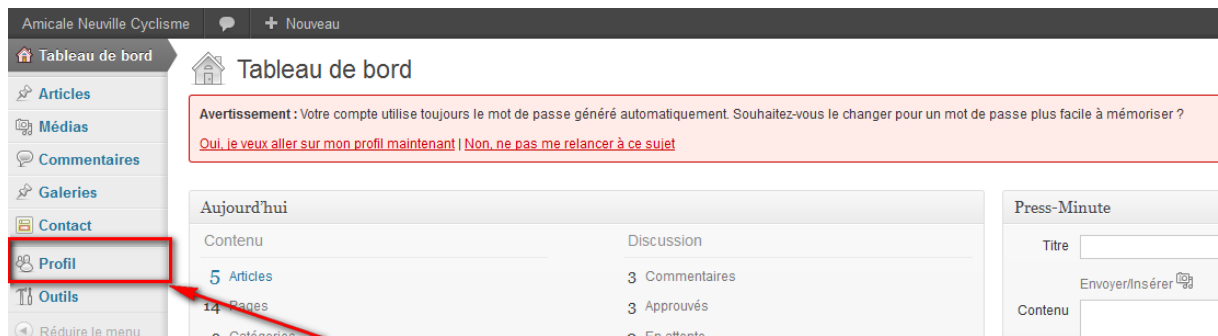 Amicale Neuville Cyclisme + Nouveau
Tableau de bord
Articles
Médias
Commentaires
Galeries
Contact
Profil
Outils
Réduire le menu
Tableau de bord
Avertissement : Votre compte utilise toujours le mot de passe généré automatiquement. Souhaitez-vous le changer pour un mot de passe plus facile à mémoriser ?
Oui, je veux aller sur mon profil maintenant | Non, ne pas me relancer à ce sujet
Aujourd'hui
Contenu
5 Articles
14 Pages
Catégories
Discussion
3 Commentaires
3 Approuvés
En attente
Press-Minute
Titre
Envoyer/Insérer
Contenu